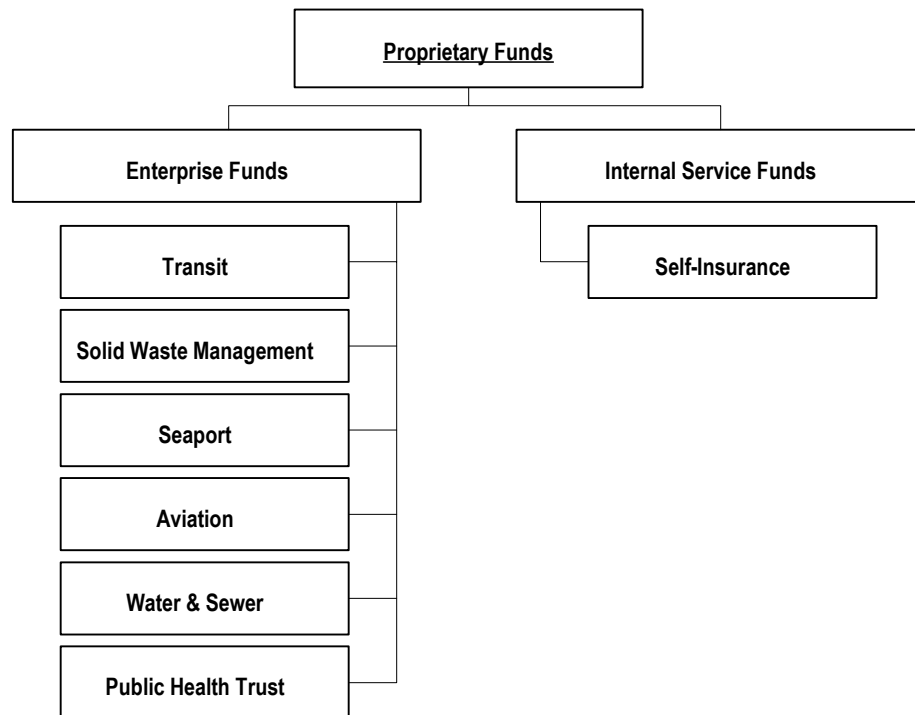 Proprietary Funds
Enterprise Funds
Internal Service Funds
Transit
Self-Insurance
Solid Waste Management
Seaport
Aviation
Water & Sewer
Public Health Trust